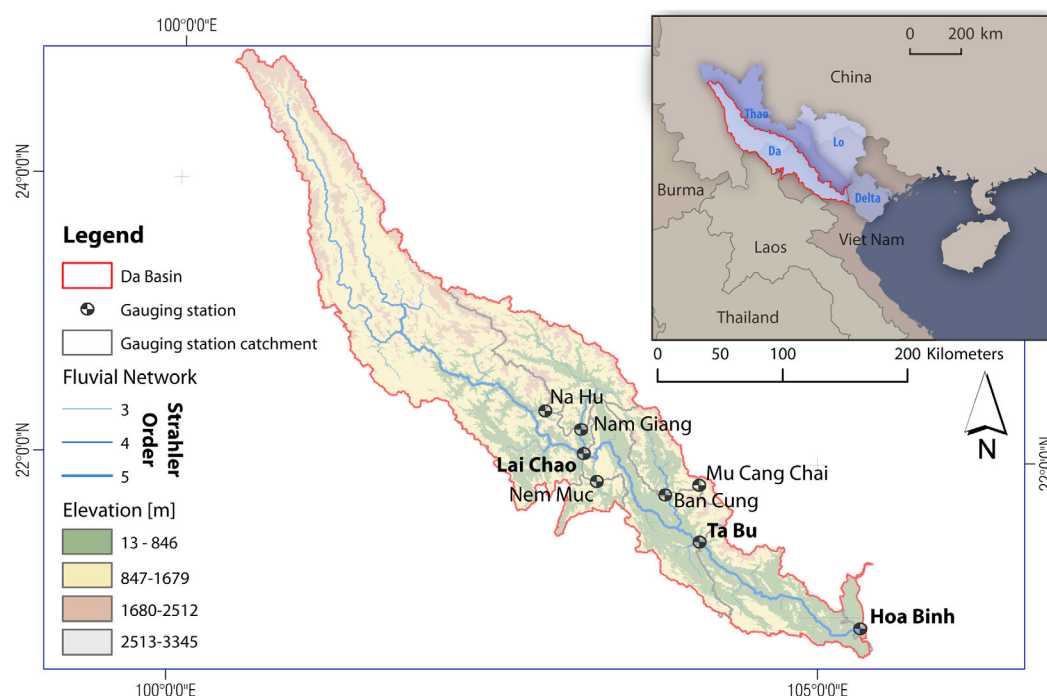 100°0'0"E
0 200 km
China
Thao
Lo
Da
Delta
Burma
Laos
Viet Nam
Thailand
0 50 100 200 Kilometers
N
24°0'0"N
22°0'0"N
22°0'0"N
Legend
Da Basin
Gauging station
Gauging station catchment
Fluvial Network
3
4
5
Strahler
Order
Elevation [m]
13 - 846
847-1679
1680-2512
2513-3345
Na Hu
Nam Giang
Lai Chao
Nem Muc
Mu Cang Chai
Ban Cung
Ta Bu
Hoa Binh
100°0'0"E
105°0'0"E